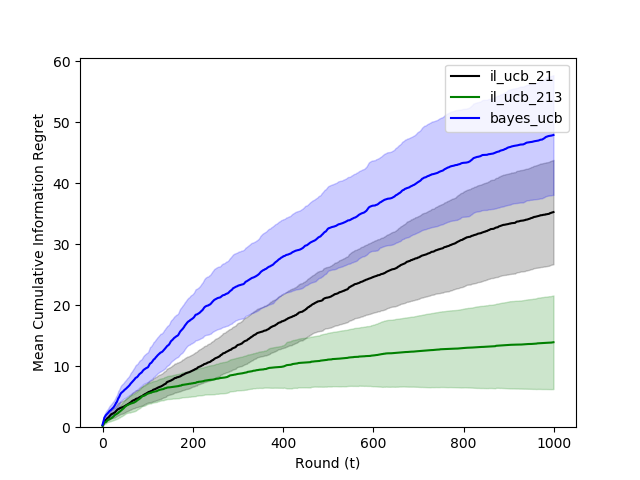 60
50
40
30
20
10
0
Mean Cumulative Information Regret
il_ucb_21
il_ucb_213
bayes_ucb
0 200 400 600 800 1000
Round (t)